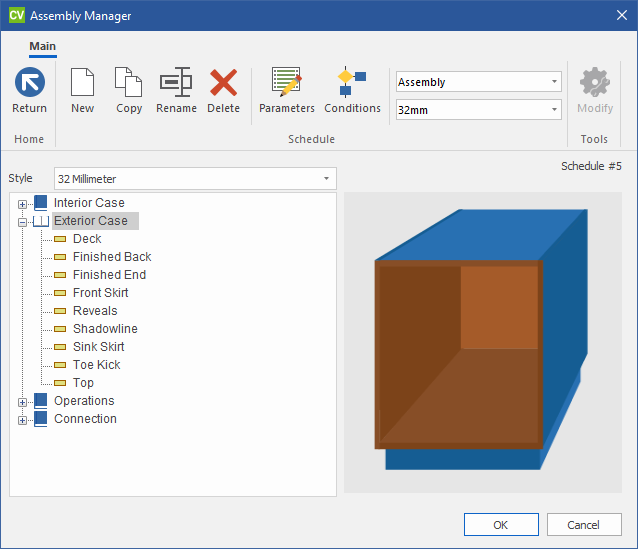 CV Assembly Manager
Main
Return
New
Copy
Rename
Delete
Parameters
Conditions
Assembly
32mm
Modify
Home
Schedule
Tools
Schedule #5
Style
32 Millimeter
Interior Case
Exterior Case
Deck
Finished Back
Finished End
Front Skirt
Reveals
Shadowline
Sink Skirt
Toe Kick
Top
Operations
Connection
OK
Cancel